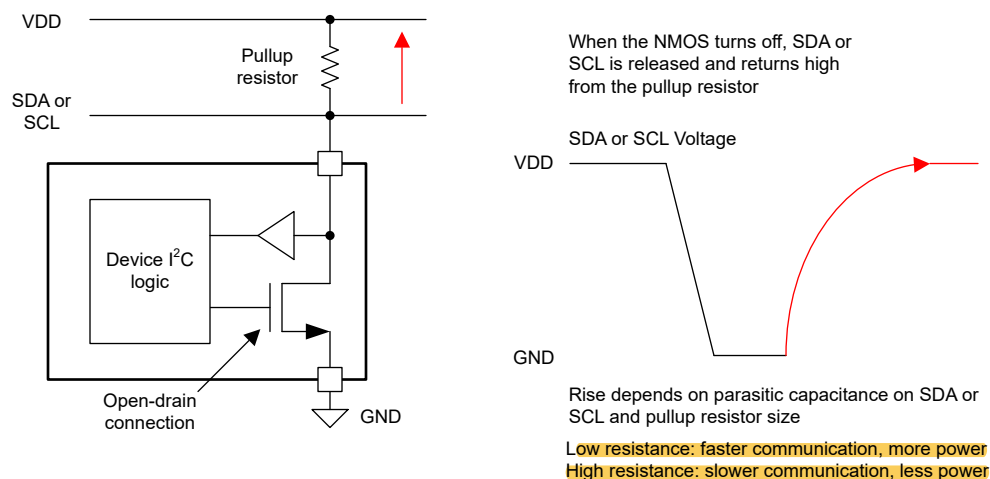 VDD
Pullup
resistor
SDA or
SCL
Device I²C
logic
Open-drain
connection
GND
When the NMOS turns off, SDA or
SCL is released and returns high
from the pullup resistor
SDA or SCL Voltage
VDD
GND
Rise depends on parasitic capacitance on SDA or
SCL and pullup resistor size
Low resistance: faster communication, more power
High resistance: slower communication, less power